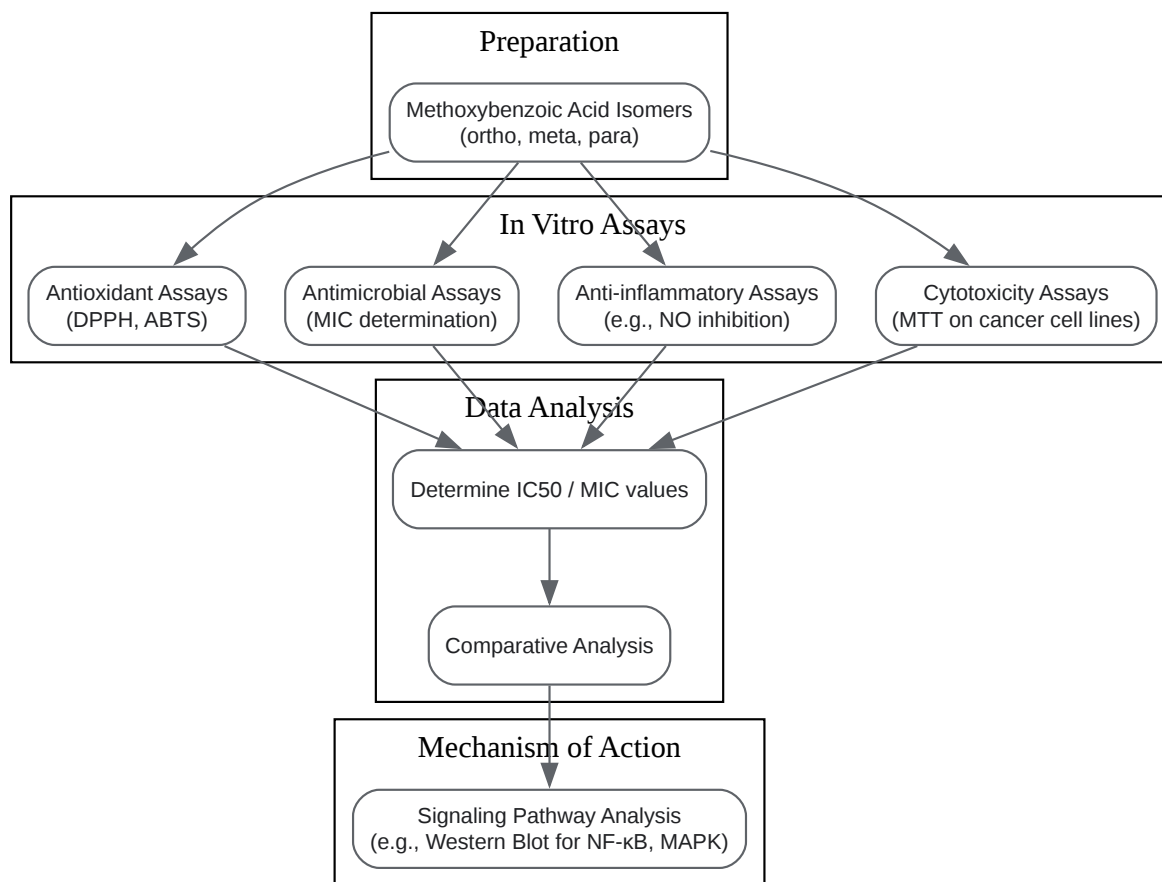 Preparation
Methoxybenzoic Acid Isomers
(ortho, meta, para)
In Vitro Assays
Antioxidant Assays
(DPPH, ABTS)
Antimicrobial Assays
(MIC determination)
Anti-inflammatory Assays
(e.g., NO inhibition)
Cytotoxicity Assays
(MTT on cancer cell lines)
Data Analysis
Determine IC50 / MIC values
Comparative Analysis
Mechanism of Action
Signaling Pathway Analysis
(e.g., Western Blot for NF-κB, MAPK)